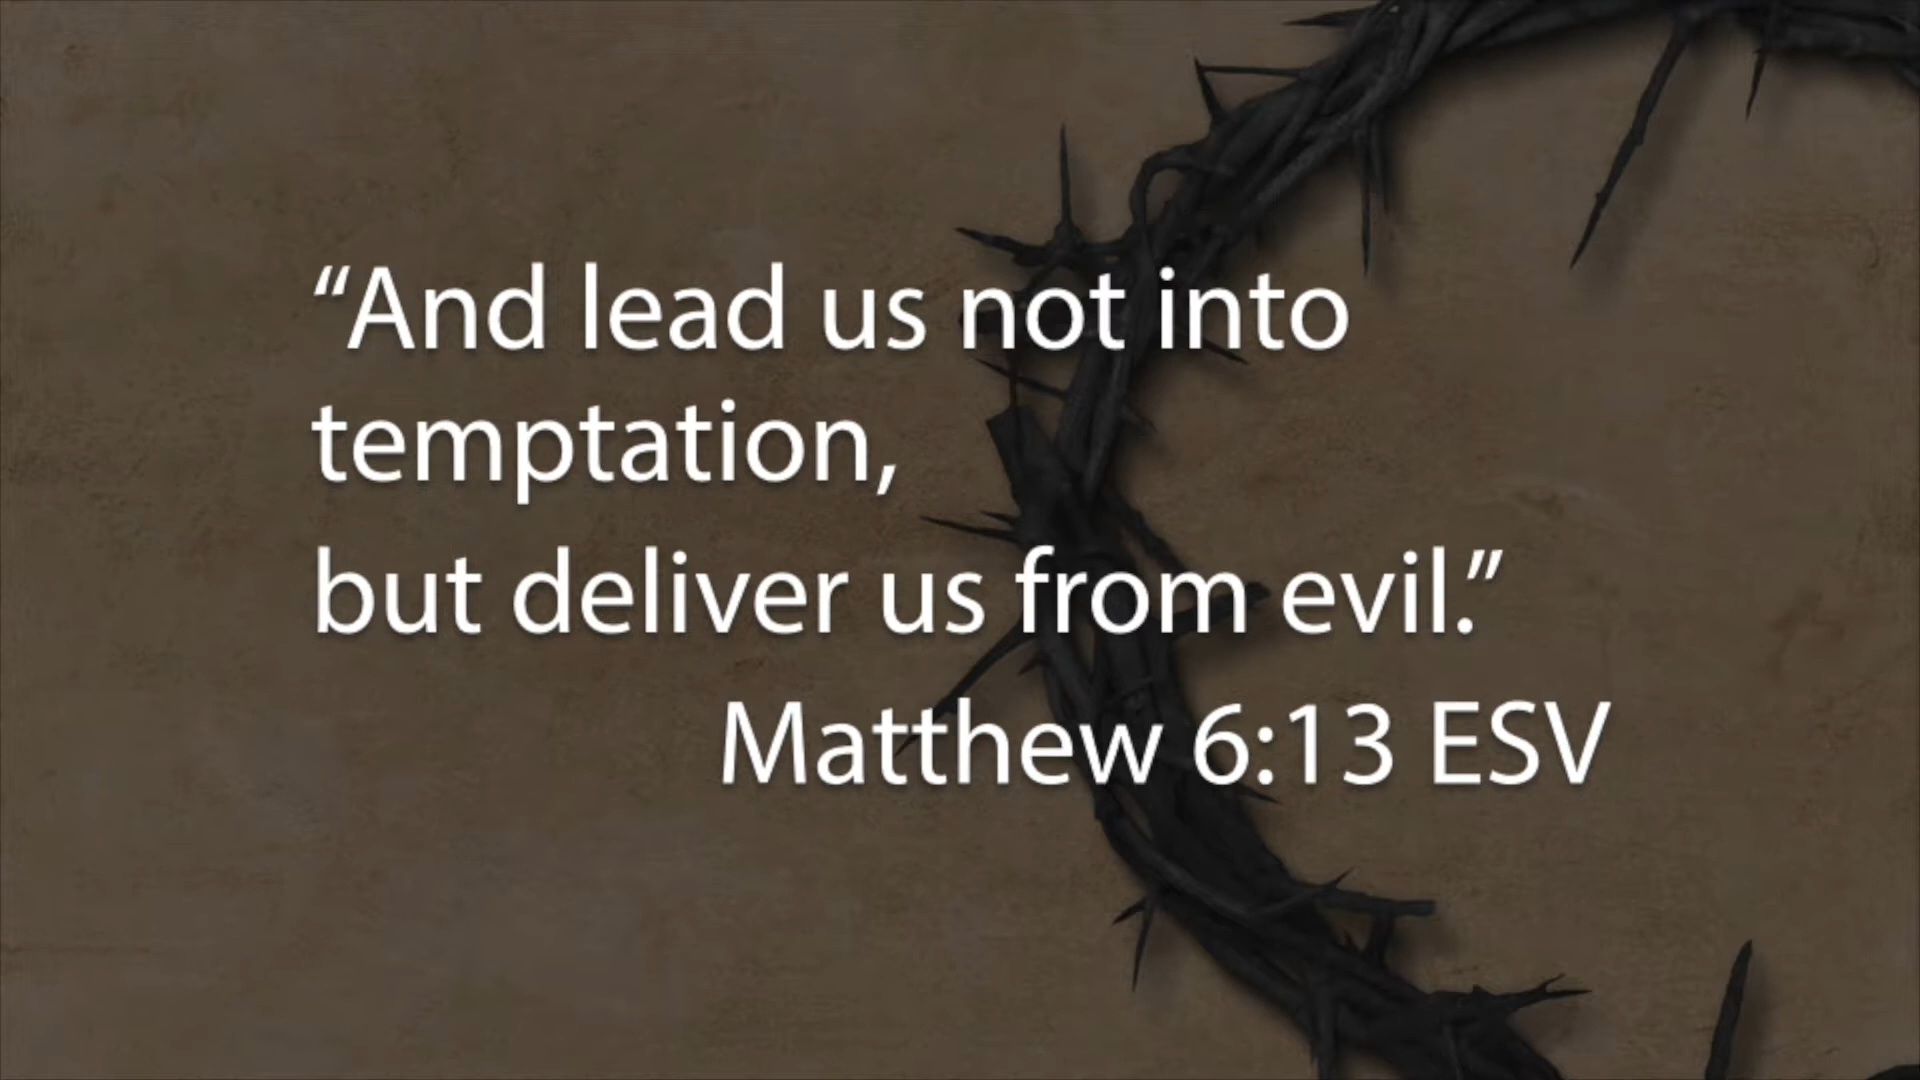 “And lead us not into
temptation,
but deliver us from evil.”
Matthew 6:13 ESV